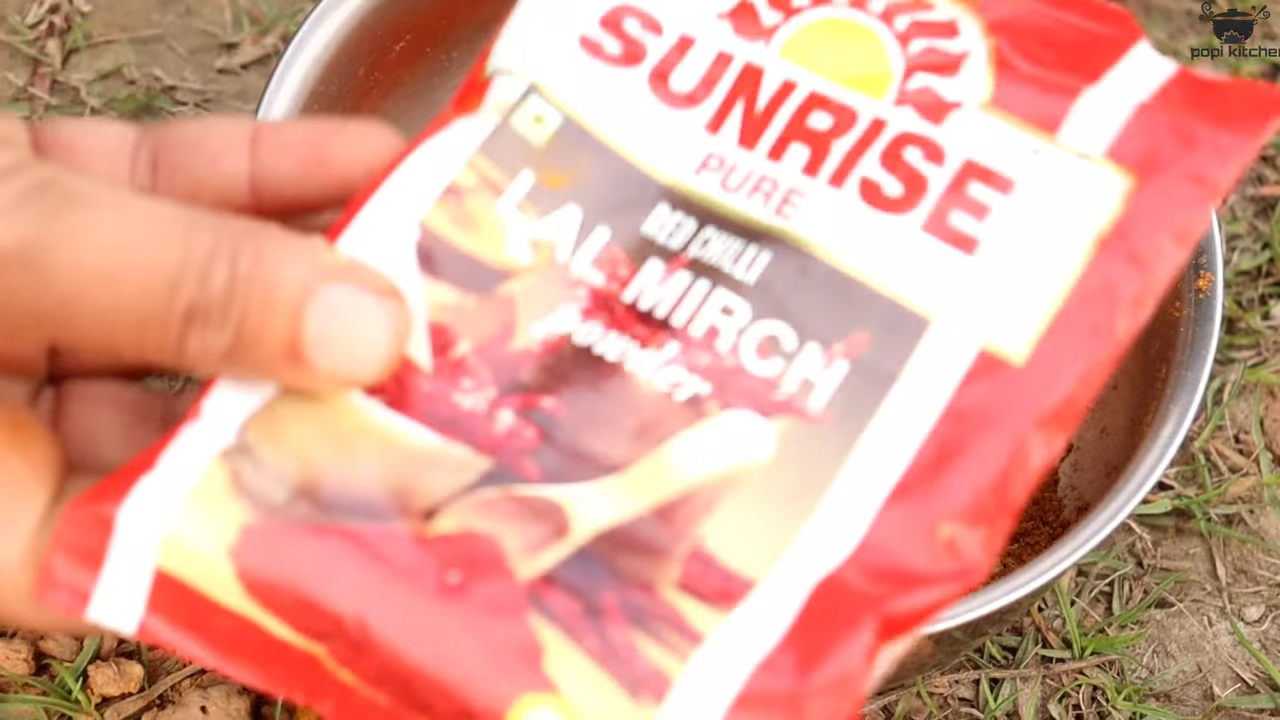 popi kitchen
SUNRISE
PURE
RED CHILLI
LAL MIRCH
powder